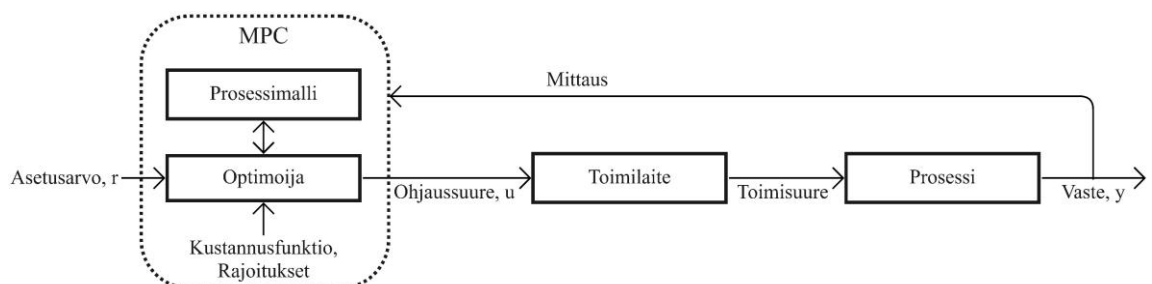 MPC
Mittaus
Prosessimalli
Asetusarvo, r
Optimoija
Ohjaussuure, u
Toimilaite
Toimisuure
Prosessi
Vaste, y
Kustannusfunktio,
Rajoitukset